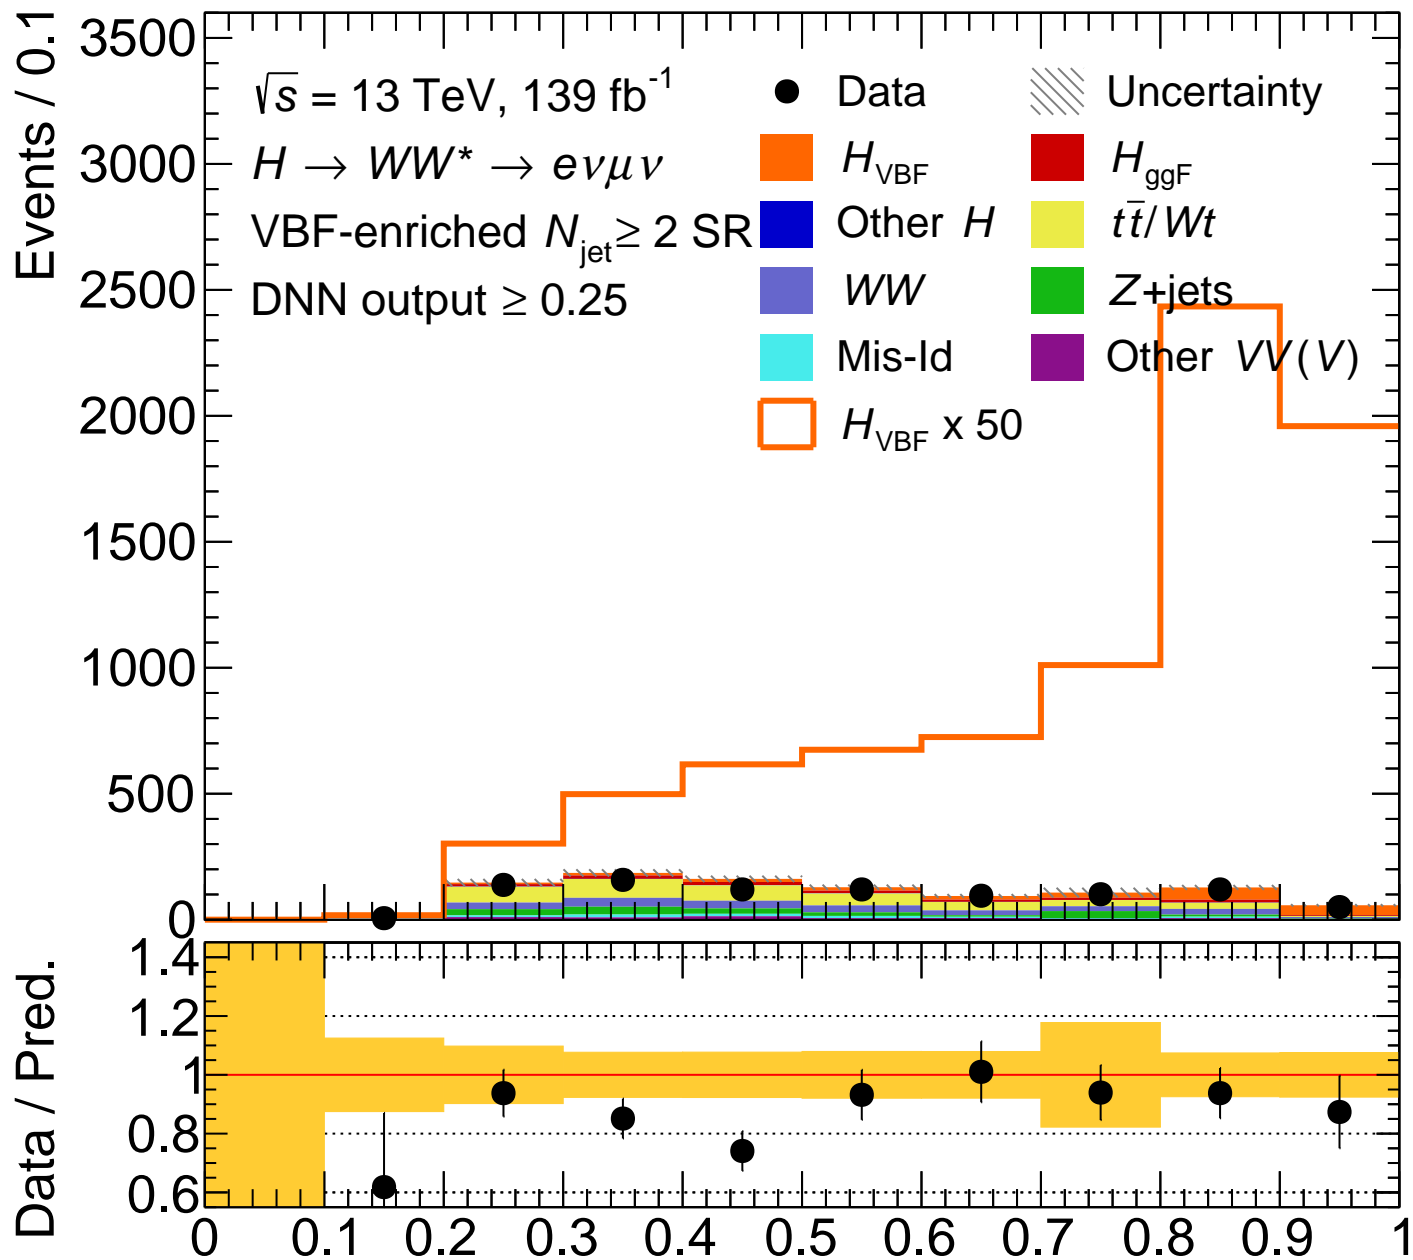 Events / 0.1
3500
3000
2500
2000
1500
1000
500
0
√s = 13 TeV, 139 fb⁻¹
H → WW* → eνμν
VBF-enriched N_jet ≥ 2 SR
DNN output ≥ 0.25
Data
Uncertainty
H_VBF
H_ggF
Other H
tt̄/Wt
WW
Z+jets
Mis-Id
Other VV(V)
H_VBF x 50
Data / Pred.
1.4
1.2
1
0.8
0.6
0 0.1 0.2 0.3 0.4 0.5 0.6 0.7 0.8 0.9 1